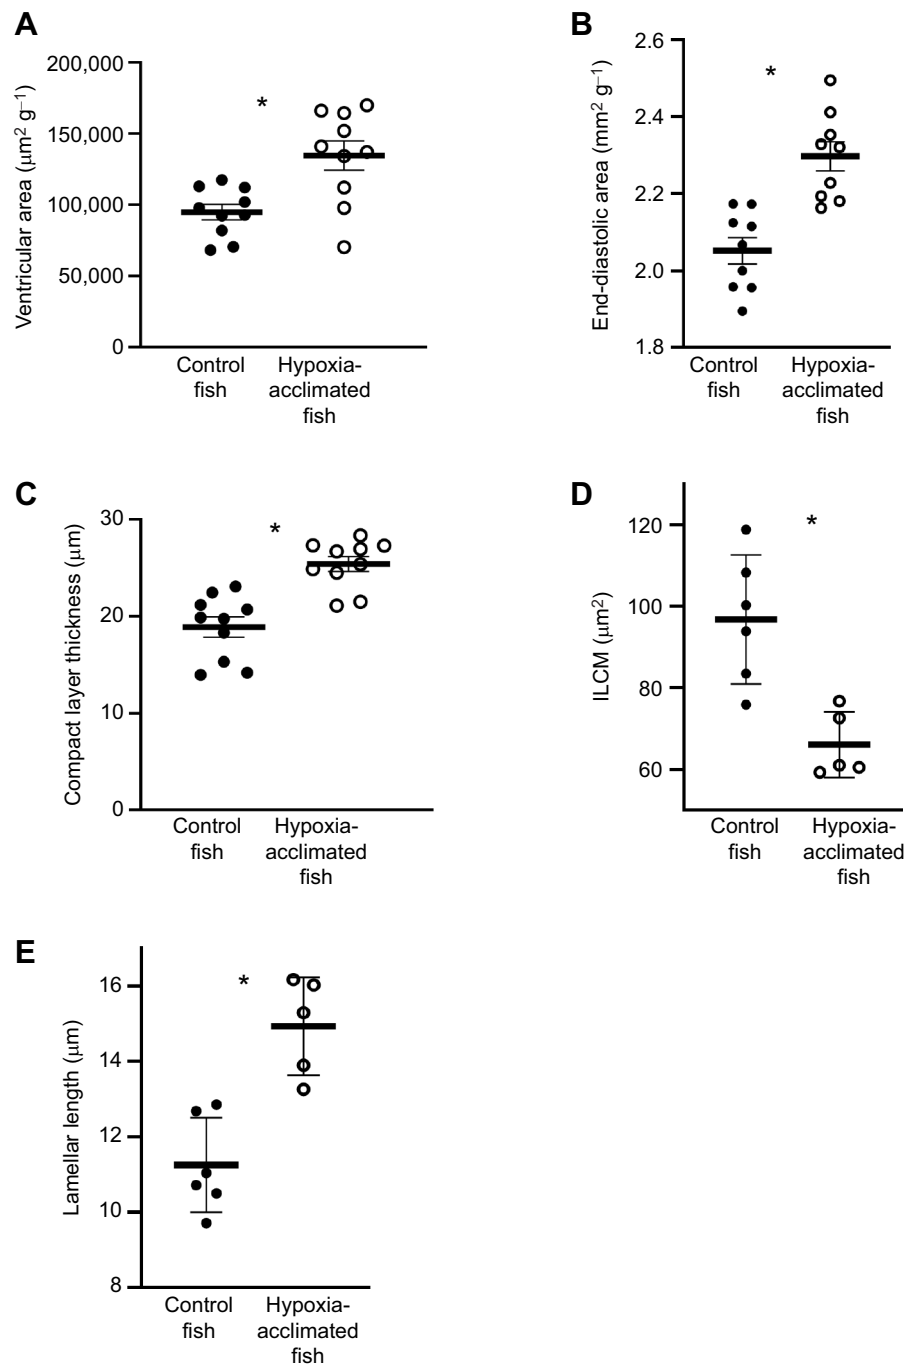 A
Ventricular area (μm² g⁻¹)
200,000
150,000
100,000
50,000
0
*
Control
fish
Hypoxia-
acclimated
fish
B
End-diastolic area (mm² g⁻¹)
2.6
2.4
2.2
2.0
1.8
*
Control
fish
Hypoxia-
acclimated
fish
C
Compact layer thickness (μm)
30
20
10
0
*
Control
fish
Hypoxia-
acclimated
fish
D
ILCM (μm²)
120
100
80
60
*
Control
fish
Hypoxia-
acclimated
fish
E
Lamellar length (μm)
16
14
12
10
8
*
Control
fish
Hypoxia-
acclimated
fish